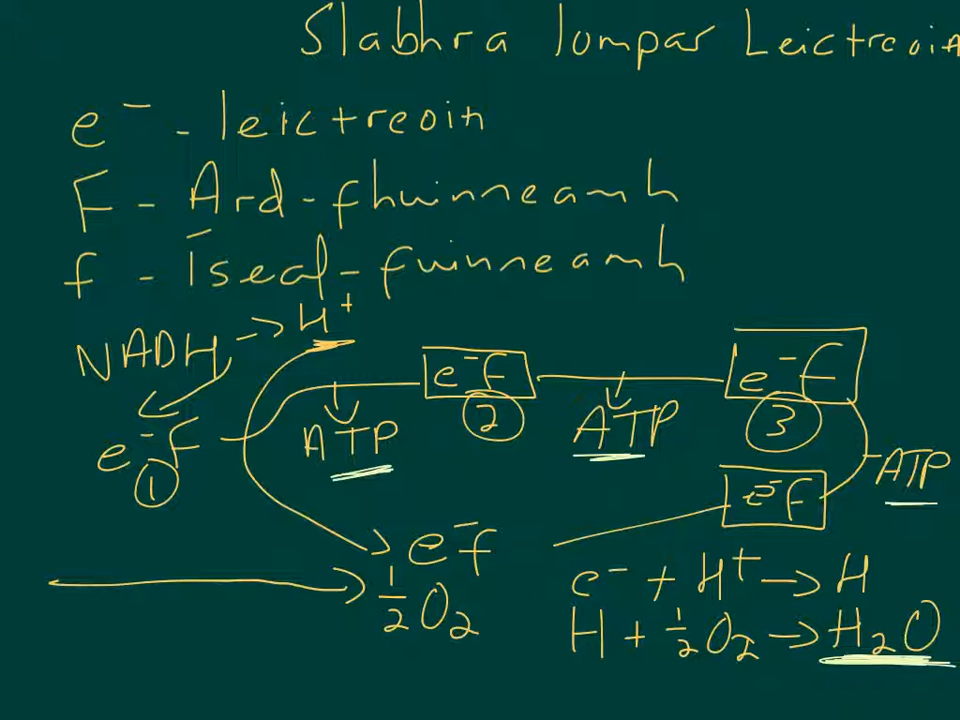 Slabhra Iompar Leictreoin
e⁻ - leictreoin
F - Ard-fhuinneamh
f - Íseal-fuinneamh
NADH → H⁺
e⁻F
①
ATP
e⁻f
②
ATP
e⁻f
③
ATP
e⁻f
e⁻f
½O₂
e⁻ + H⁺ → H
H + ½O₂ → H₂O